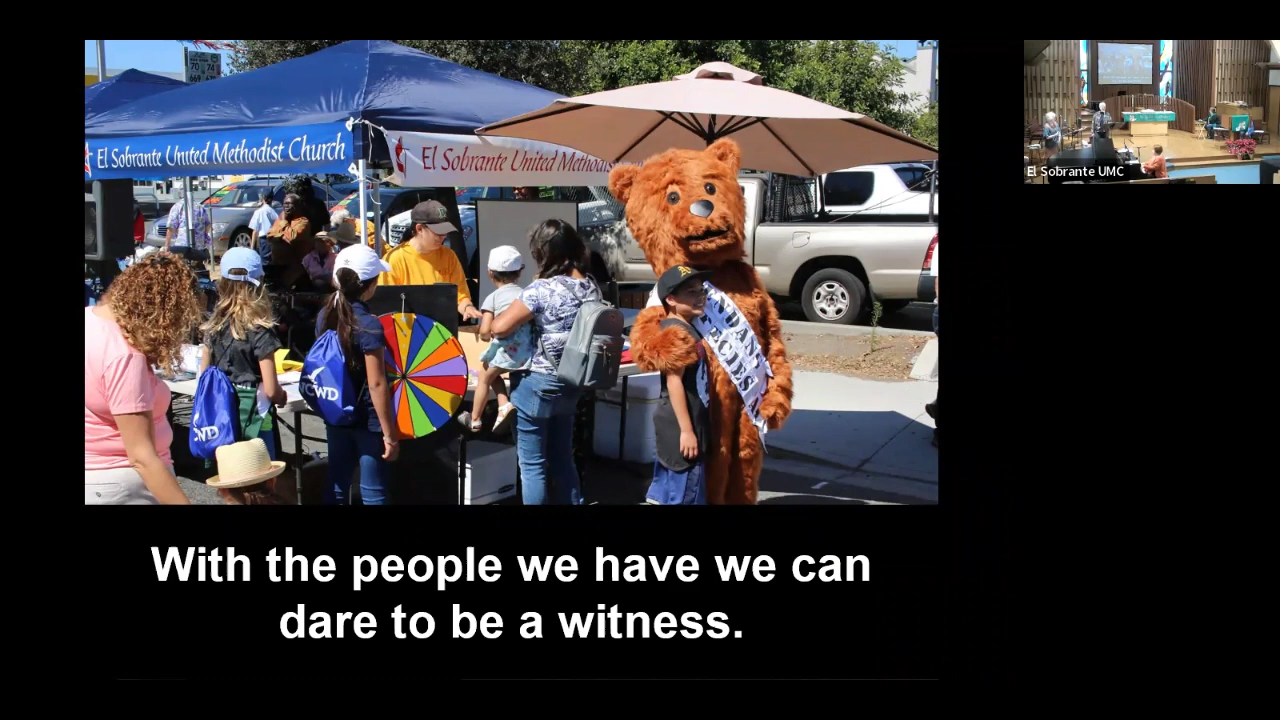 El Sobrante United Methodist Church
El Sobrante United Methodist
El Sobrante UMC
With the people we have we can
dare to be a witness.